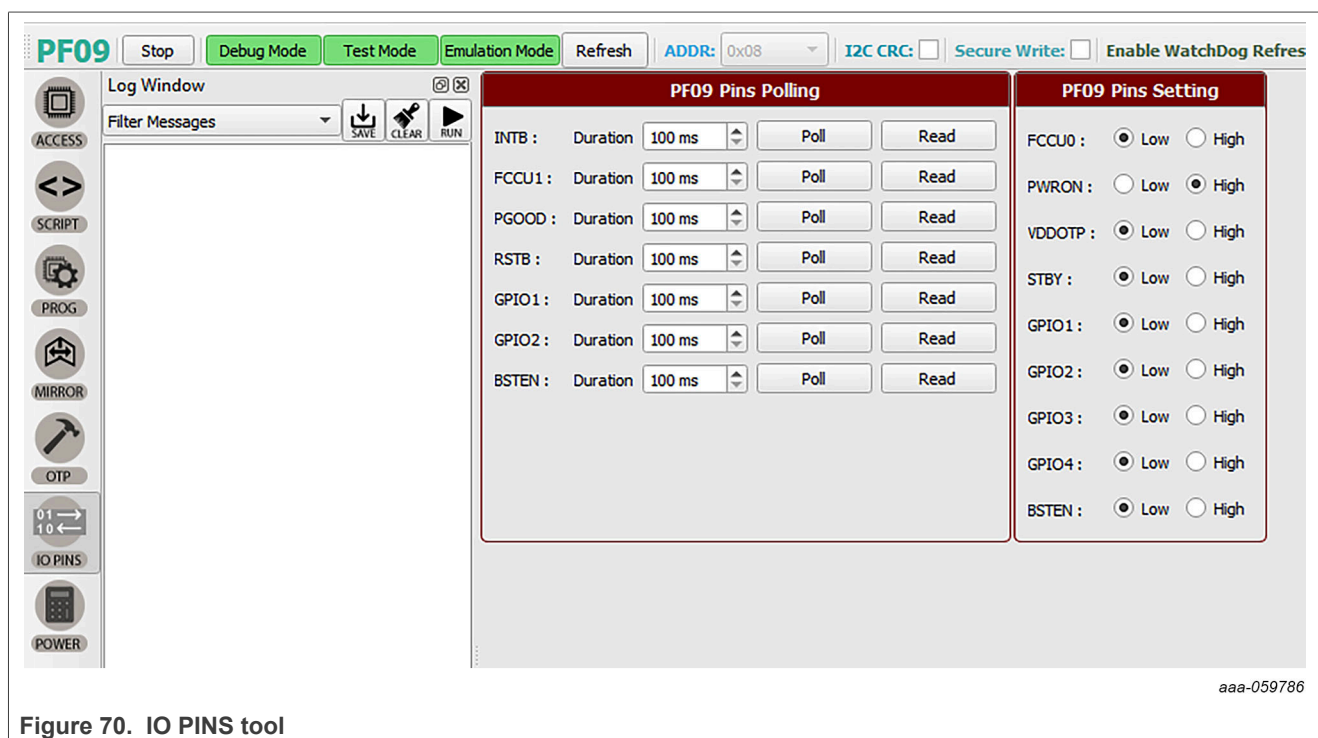 PF09 Stop Debug Mode Test Mode Emulation Mode Refresh ADDR: 0x08 I2C CRC: Secure Write: Enable WatchDog Refres
ACCESS
SCRIPT
PROG
MIRROR
OTP
01
10
IO PINS
POWER
Log Window
Filter Messages SAVE CLEAR RUN
PF09 Pins Polling
INTB : Duration 100 ms Poll Read
FCCU1 : Duration 100 ms Poll Read
PGOOD : Duration 100 ms Poll Read
RSTB : Duration 100 ms Poll Read
GPIO1 : Duration 100 ms Poll Read
GPIO2 : Duration 100 ms Poll Read
BSTEN : Duration 100 ms Poll Read
PF09 Pins Setting
FCCU0 : Low High
PWRON : Low High
VDDOTP : Low High
STBY : Low High
GPIO1 : Low High
GPIO2 : Low High
GPIO3 : Low High
GPIO4 : Low High
BSTEN : Low High
aaa-059786
Figure 70. IO PINS tool